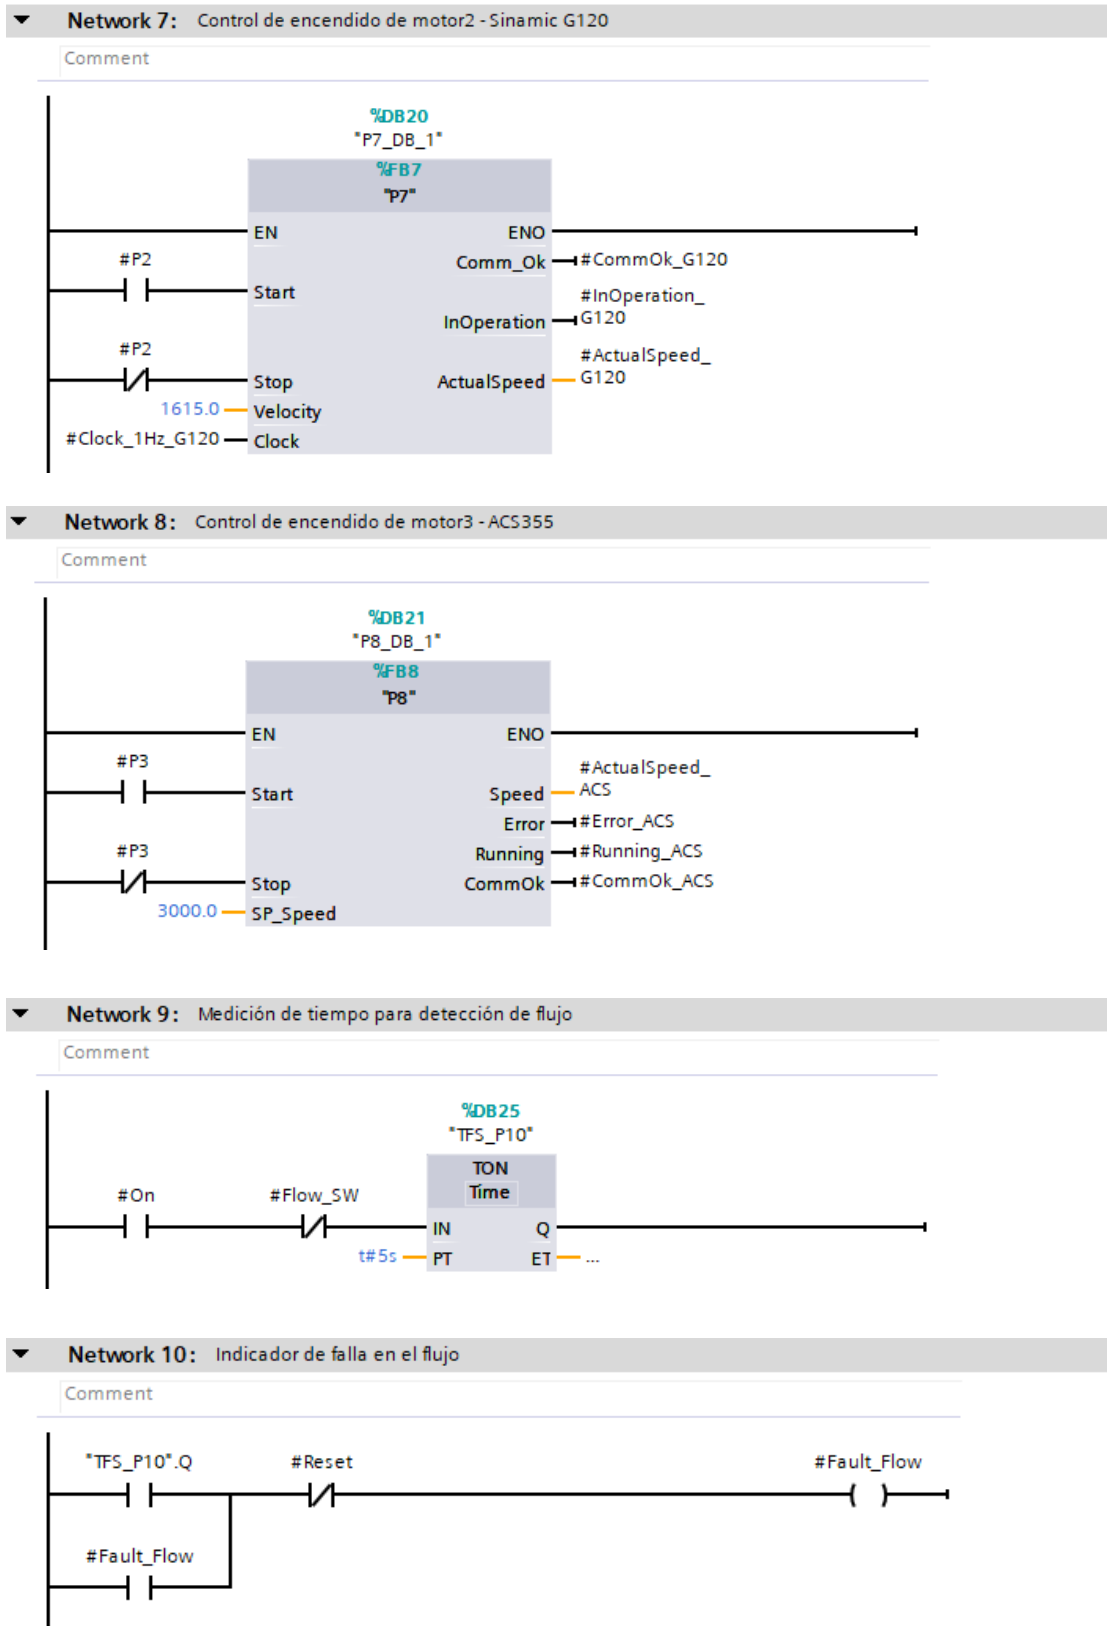 Network 7: Control de encendido de motor2 - Sinamic G120
Comment
%DB20
"P7_DB_1"
%FB7
"P7"
EN ENO
#P2
Comm_Ok #CommOk_G120
Start
#InOperation_
InOperation G120
#P2
#ActualSpeed_
Stop ActualSpeed G120
1615.0 Velocity
#Clock_1Hz_G120 Clock
Network 8: Control de encendido de motor3 - ACS355
Comment
%DB21
"P8_DB_1"
%FB8
"P8"
EN ENO
#P3
#ActualSpeed_
Start Speed ACS
Error #Error_ACS
#P3
Running #Running_ACS
Stop CommOk #CommOk_ACS
3000.0 SP_Speed
Network 9: Medición de tiempo para detección de flujo
Comment
%DB25
"TFS_P10"
TON
Time
#On #Flow_SW
IN Q
t#5s PT ET ...
Network 10: Indicador de falla en el flujo
Comment
"TFS_P10".Q #Reset #Fault_Flow
#Fault_Flow